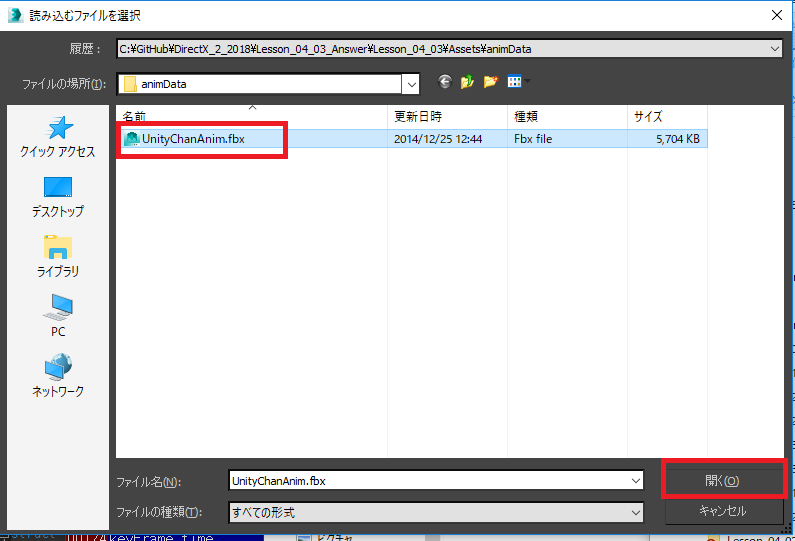 読み込むファイルを選択
履歴:
C:¥GitHub¥DirectX_2_2018¥Lesson_04_03_Answer¥Lesson_04_03¥Assets¥animData
ファイルの場所(I):
animData
名前 更新日時 種類 サイズ
UnityChanAnim.fbx 2014/12/25 12:44 Fbx file 5,704 KB
クイック アクセス
デスクトップ
ライブラリ
PC
ネットワーク
ファイル名(N):
UnityChanAnim.fbx
開く(O)
ファイルの種類(T):
すべての形式
キャンセル